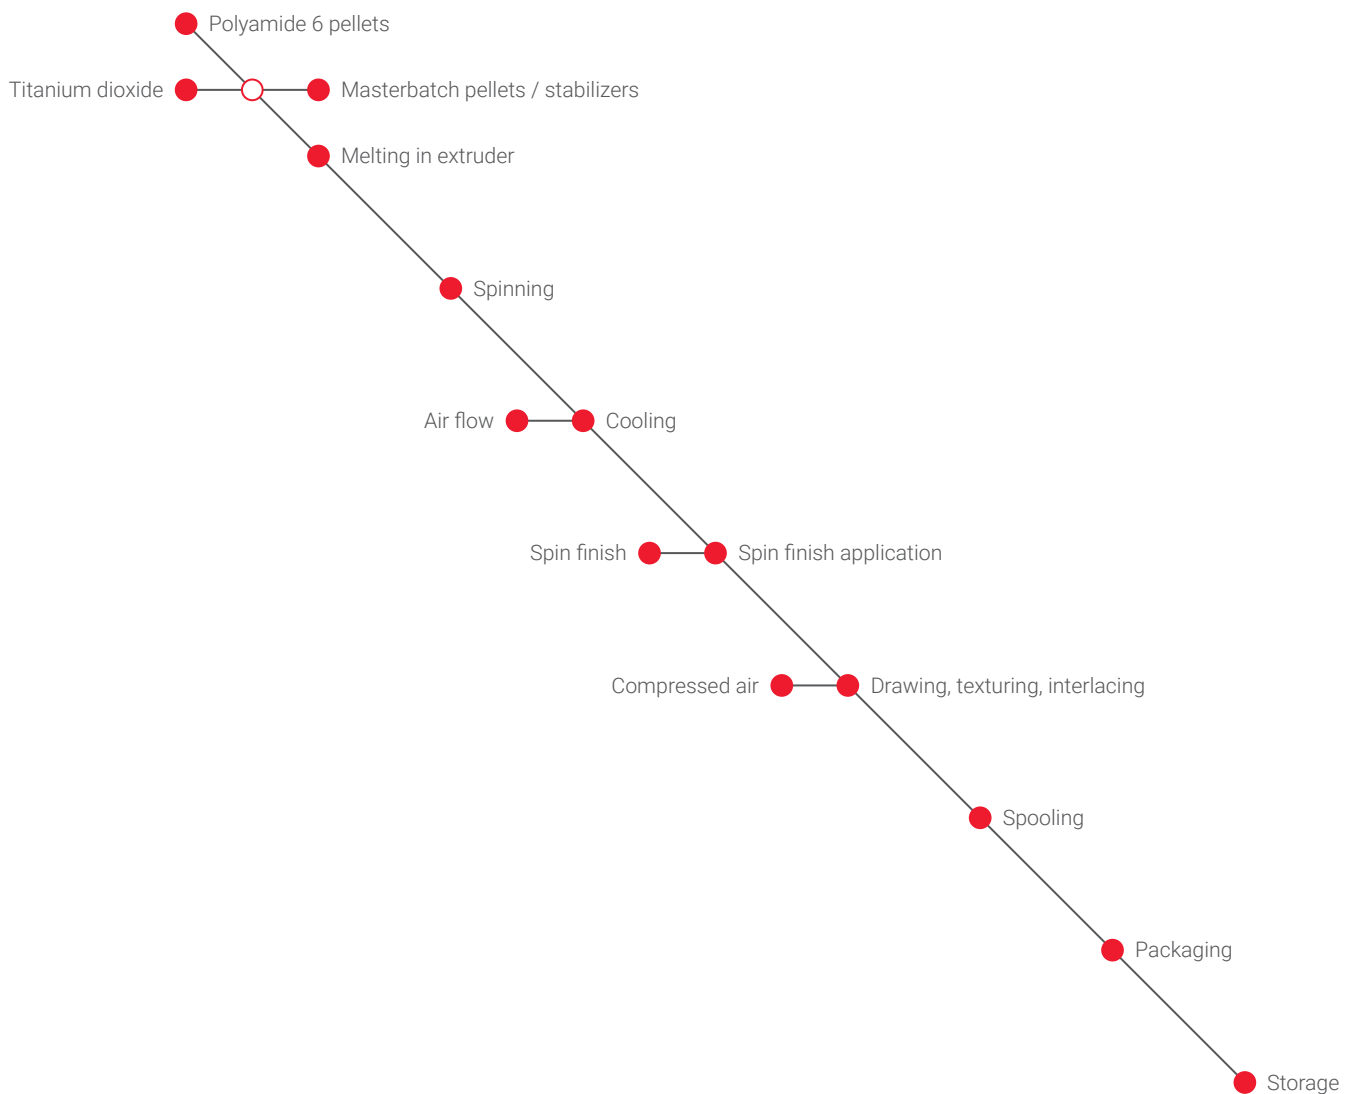 Polyamide 6 pellets
Titanium dioxide
Masterbatch pellets / stabilizers
Melting in extruder
Spinning
Air flow
Cooling
Spin finish
Spin finish application
Compressed air
Drawing, texturing, interlacing
Spooling
Packaging
Storage